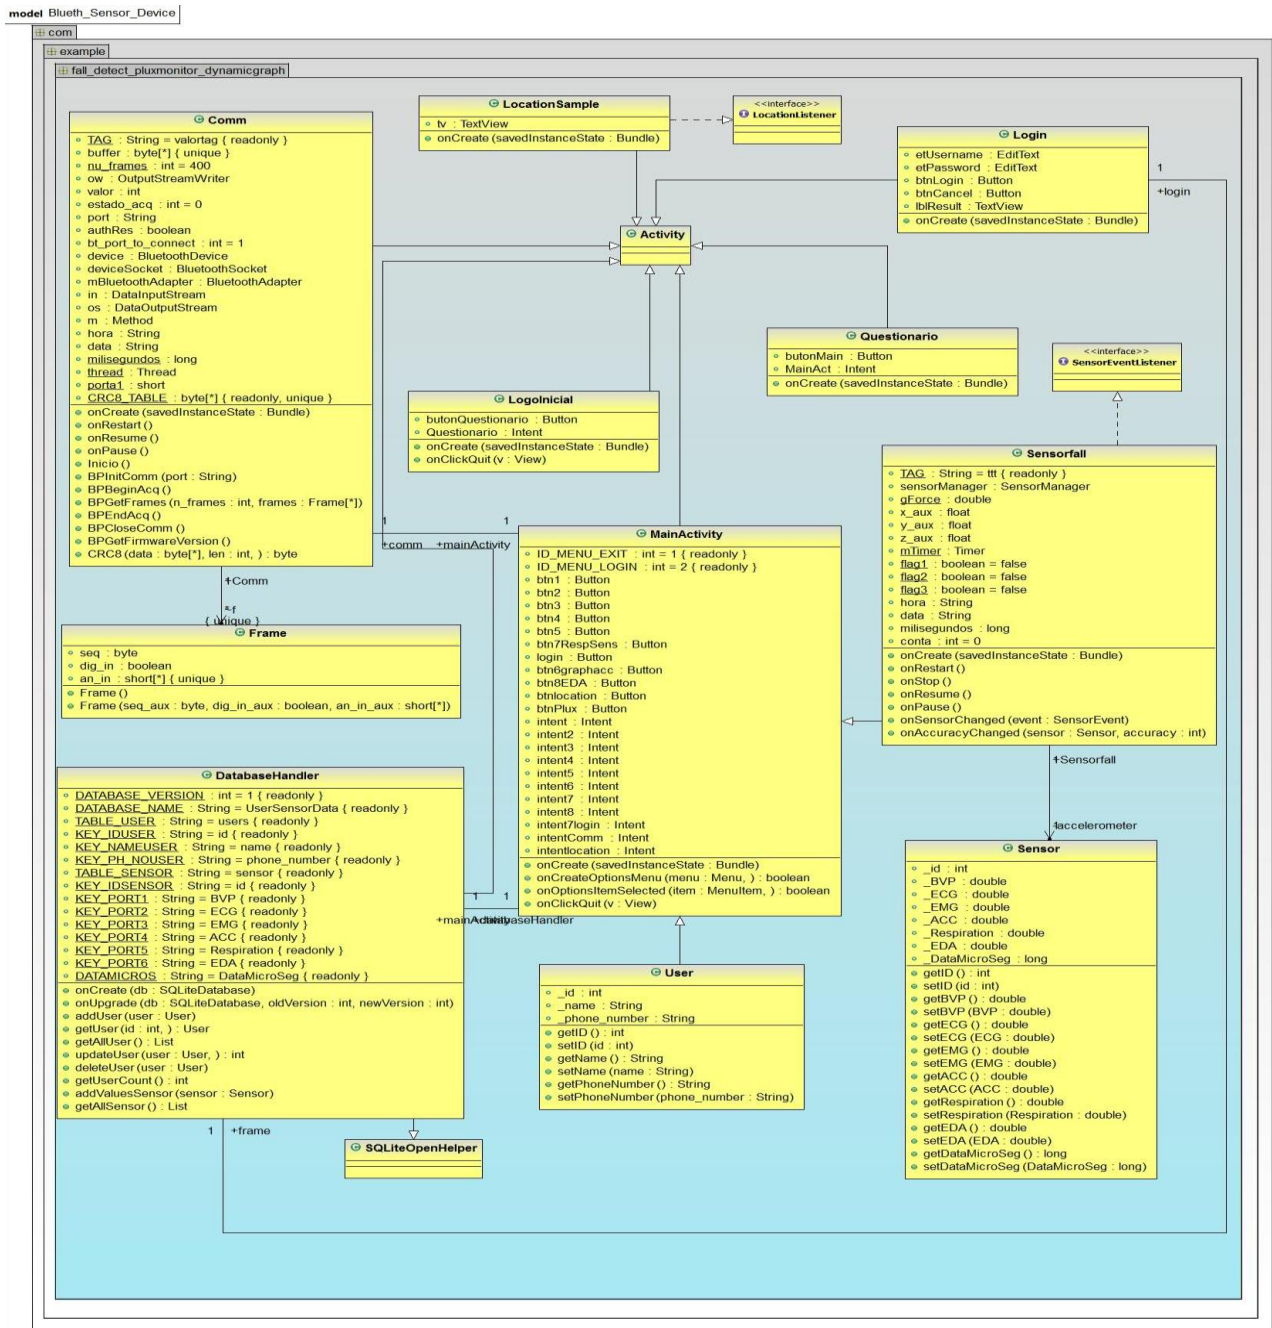 model Blueth_Sensor_Device
com
example
fall_detect_pluxmonitor_dynamicgraph
Comm
TAG : String = valortag { readonly }
buffer : byte[*] { unique }
nu_frames : int = 400
ow : OutputStreamWriter
valor : int
estado_acq : int = 0
port : String
authRes : boolean
bt_port_to_connect : int = 1
device : BluetoothDevice
deviceSocket : BluetoothSocket
mBluetoothAdapter : BluetoothAdapter
in : DataInputStream
os : DataOutputStream
m : Method
hora : String
data : String
milisegundos : long
thread : Thread
porta1 : short
CRC8_TABLE : byte[*] { readonly, unique }
onCreate (savedInstanceState : Bundle)
onRestart ()
onResume ()
onPause ()
Inicio ()
BPInitComm (port : String)
BPBeginAcq ()
BPGetFrames (n_frames : int, frames : Frame[*])
BPEndAcq ()
BPCloseComm ()
BPGetFirmwareVersion ()
CRC8 (data : byte[*], len : int, ) : byte
LocationSample
tv : TextView
onCreate (savedInstanceState : Bundle)
<<interface>>
LocationListener
Login
etUsername : EditText
etPassword : EditText
btnLogin : Button
btnCancel : Button
lblResult : TextView
onCreate (savedInstanceState : Bundle)
1
+login
Activity
Questionario
butonMain : Button
MainAct : Intent
onCreate (savedInstanceState : Bundle)
<<interface>>
SensorEventListener
LogoInicial
butonQuestionario : Button
Questionario : Intent
onCreate (savedInstanceState : Bundle)
onClickQuit (v : View)
Sensorfall
TAG : String = ttt { readonly }
sensorManager : SensorManager
gForce : double
x_aux : float
y_aux : float
z_aux : float
mTimer : Timer
flag1 : boolean = false
flag2 : boolean = false
flag3 : boolean = false
hora : String
data : String
milisegundos : long
conta : int = 0
onCreate (savedInstanceState : Bundle)
onRestart ()
onStop ()
onResume ()
onPause ()
onSensorChanged (event : SensorEvent)
onAccuracyChanged (sensor : Sensor, accuracy : int)
1
1
+comm
+mainActivity
MainActivity
ID_MENU_EXIT : int = 1 { readonly }
ID_MENU_LOGIN : int = 2 { readonly }
btn1 : Button
btn2 : Button
btn3 : Button
btn4 : Button
btn5 : Button
btn7RespSens : Button
login : Button
btn6graphacc : Button
btn8EDA : Button
btnlocation : Button
btnPlux : Button
intent : Intent
intent2 : Intent
intent3 : Intent
intent4 : Intent
intent5 : Intent
intent6 : Intent
intent7 : Intent
intent8 : Intent
intent7login : Intent
intentComm : Intent
intentlocation : Intent
onCreate (savedInstanceState : Bundle)
onCreateOptionsMenu (menu : Menu, ) : boolean
onOptionsItemSelected (item : MenuItem, ) : boolean
onClickQuit (v : View)
+Comm
{ unique }
Frame
seq : byte
dig_in : boolean
an_in : short[*] { unique }
Frame ()
Frame (seq_aux : byte, dig_in_aux : boolean, an_in_aux : short[*])
+Sensorfall
accelerometer
DatabaseHandler
DATABASE_VERSION : int = 1 { readonly }
DATABASE_NAME : String = UserSensorData { readonly }
TABLE_USER : String = users { readonly }
KEY_IDUSER : String = id { readonly }
KEY_NAMEUSER : String = name { readonly }
KEY_PH_NOUSER : String = phone_number { readonly }
TABLE_SENSOR : String = sensor { readonly }
KEY_IDSENSOR : String = id { readonly }
KEY_PORT1 : String = BVP { readonly }
KEY_PORT2 : String = ECG { readonly }
KEY_PORT3 : String = EMG { readonly }
KEY_PORT4 : String = ACC { readonly }
KEY_PORT5 : String = Respiration { readonly }
KEY_PORT6 : String = EDA { readonly }
DATAMICROS : String = DataMicroSeg { readonly }
onCreate (db : SQLiteDatabase)
onUpgrade (db : SQLiteDatabase, oldVersion : int, newVersion : int)
addUser (user : User)
getUser (id : int, ) : User
getAllUser () : List
updateUser (user : User, ) : int
deleteUser (user : User)
getUserCount () : int
addValuesSensor (sensor : Sensor)
getAllSensor () : List
1
1
Sensor
_id : int
_BVP : double
_ECG : double
_EMG : double
_ACC : double
_Respiration : double
_EDA : double
_DataMicroSeg : long
getID () : int
setID (id : int)
getBVP () : double
setBVP (BVP : double)
getECG () : double
setECG (ECG : double)
getEMG () : double
setEMG (EMG : double)
getACC () : double
setACC (ACC : double)
getRespiration () : double
setRespiration (Respiration : double)
getEDA () : double
setEDA (EDA : double)
getDataMicroSeg () : long
setDataMicroSeg (DataMicroSeg : long)
User
_id : int
_name : String
_phone_number : String
getID () : int
setID (id : int)
getName () : String
setName (name : String)
getPhoneNumber () : String
setPhoneNumber (phone_number : String)
1
+frame
SQLiteOpenHelper